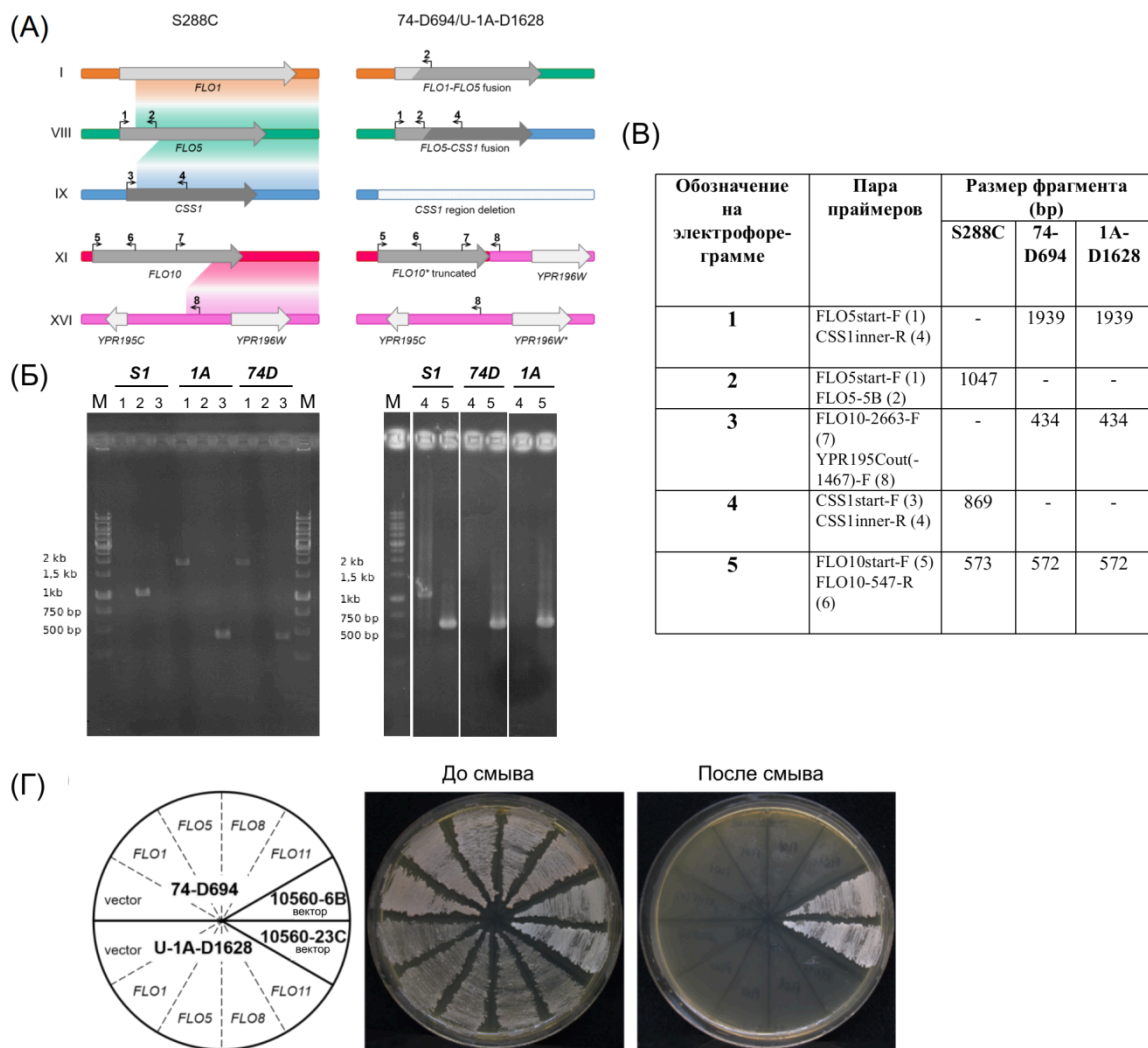 (А)
S288C
74-D694/U-1A-D1628
I
FLO1
2
FLO1-FLO5 fusion
VIII
1 2
FLO5
1 2 4
FLO5-CSS1 fusion
IX
3 4
CSS1
CSS1 region deletion
XI
5 6 7
FLO10
5 6 7 8
FLO10* truncated
YPR196W
XVI
8
YPR195C
YPR196W
8
YPR195C
YPR196W*
(Б)
S1 1A 74D
M 1 2 3 1 2 3 1 2 3 M
2 kb
1,5 kb
1kb
750 bp
500 bp
S1 74D 1A
M 4 5 4 5 4 5
2 kb
1,5 kb
1kb
750 bp
500 bp
(В)
Обозначение
на
электрофоре-
грамме
Пара
праймеров
Размер фрагмента
(bp)
S288C
74-
D694
1A-
D1628
1
FLO5start-F (1)
CSS1inner-R (4)
- 1939 1939
2
FLO5start-F (1)
FLO5-5B (2)
1047 - -
3
FLO10-2663-F
(7)
YPR195Cout(-
1467)-F (8)
- 434 434
4
CSS1start-F (3)
CSS1inner-R (4)
869 - -
5
FLO10start-F (5)
FLO10-547-R
(6)
573 572 572
(Г)
FLO5 FLO8
FLO1 FLO11
74-D694
vector
10560-6B
вектор
vector
U-1A-D1628
10560-23C
вектор
FLO1 FLO11
FLO5 FLO8
До смыва
После смыва